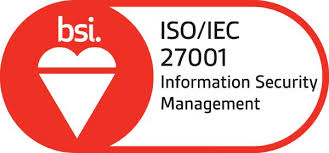 bsi.
ISO/IEC
27001
Information Security
Management